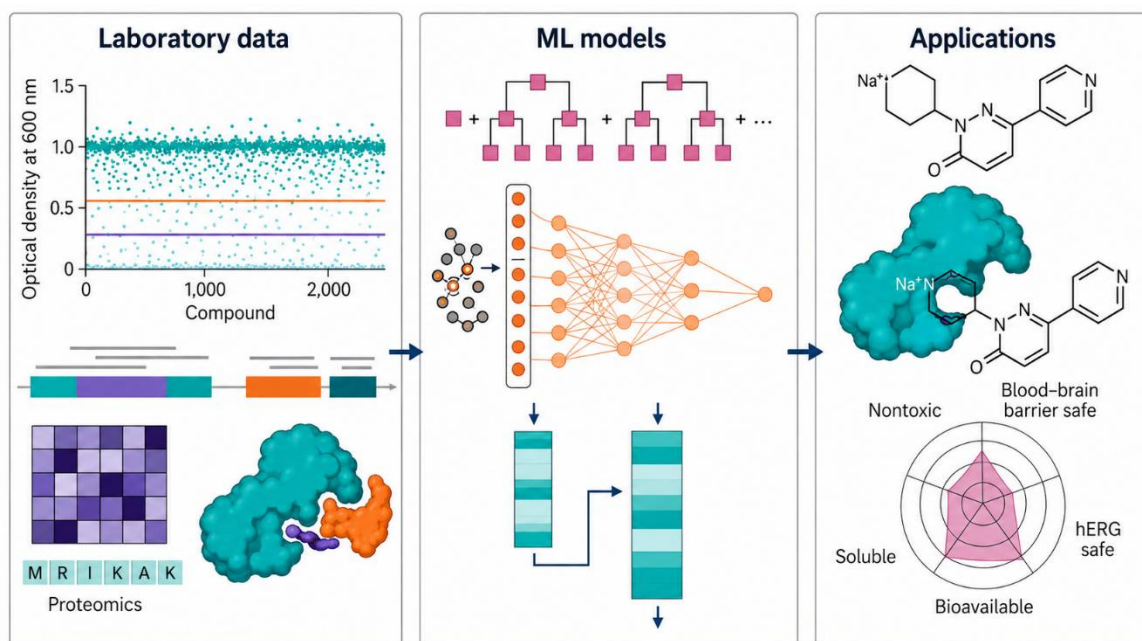 Laboratory data
Optical density at 600 nm
1.5
1.0
0.5
0
0
1,000
2,000
Compound
M R I K A K
Proteomics
ML models
+
+
+ ...
Applications
Na⁺
N
N
N
O
Na⁺N
N
N
N
O
Nontoxic
Blood–brain
barrier safe
Soluble
hERG
safe
Bioavailable